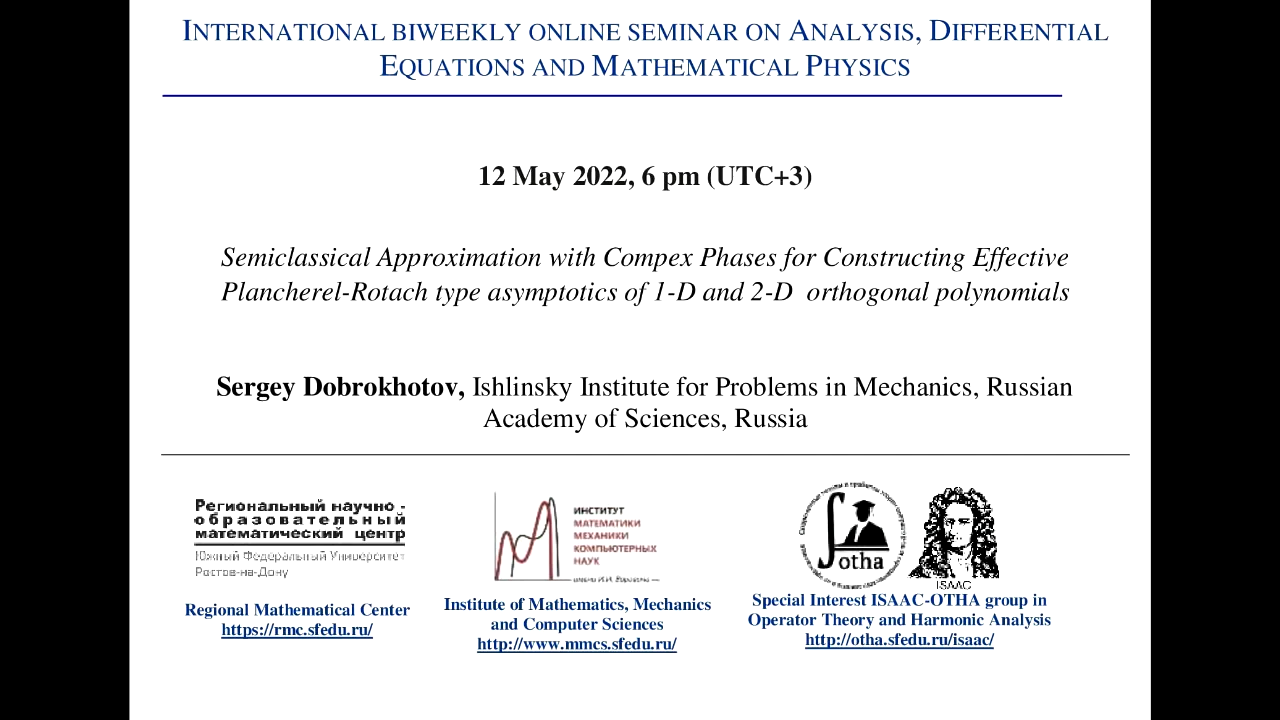 INTERNATIONAL BIWEEKLY ONLINE SEMINAR ON ANALYSIS, DIFFERENTIAL
EQUATIONS AND MATHEMATICAL PHYSICS
12 May 2022, 6 pm (UTC+3)
Semiclassical Approximation with Compex Phases for Constructing Effective
Plancherel-Rotach type asymptotics of 1-D and 2-D orthogonal polynomials
Sergey Dobrokhotov, Ishlinsky Institute for Problems in Mechanics, Russian
Academy of Sciences, Russia
Региональный научно -
образовательный
математический центр
Южный Федеральный Университет
Ростов-на-Дону
Regional Mathematical Center
https://rmc.sfedu.ru/
ИНСТИТУТ
МАТЕМАТИКИ
МЕХАНИКИ
КОМПЬЮТЕРНЫХ
НАУК
имени И.И. Воровича
Institute of Mathematics, Mechanics
and Computer Sciences
http://www.mmcs.sfedu.ru/
otha
ISAAC
Special Interest ISAAC-OTHA group in
Operator Theory and Harmonic Analysis
http://otha.sfedu.ru/isaac/